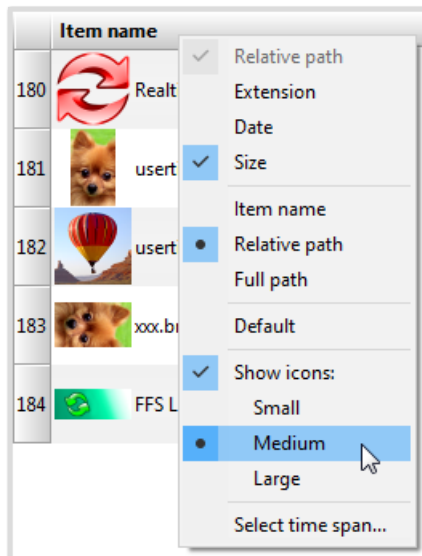 Item name
180
Realt
181
usert
182
usert
183
xxx.br
184
FFS L
Relative path
Extension
Date
Size
Item name
Relative path
Full path
Default
Show icons:
Small
Medium
Large
Select time span...